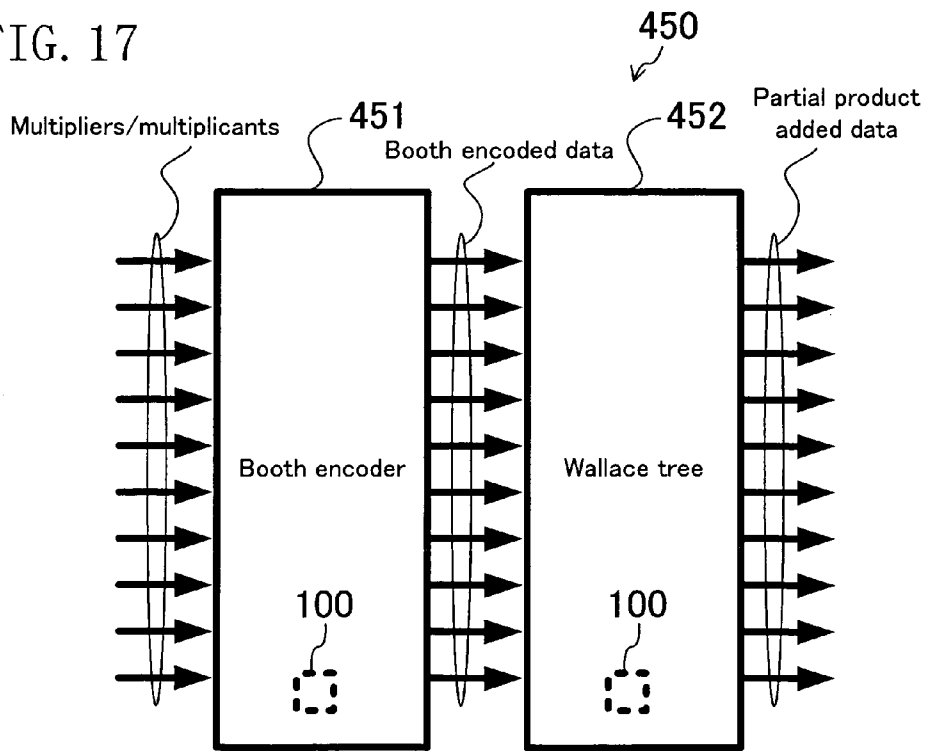 FIG. 17
450
Multipliers/multiplicants
451
Booth encoded data
452
Partial product
added data
Booth encoder
Wallace tree
100
100